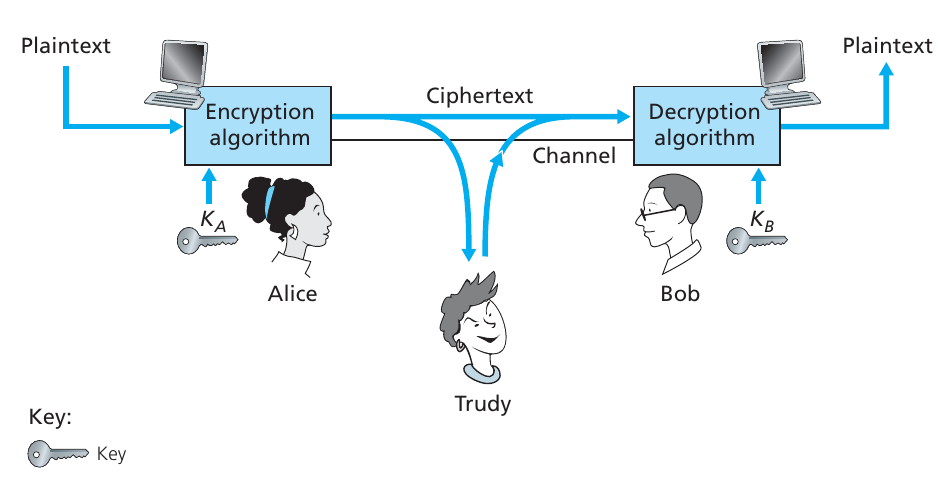 Plaintext
Plaintext
Ciphertext
Encryption
algorithm
Decryption
algorithm
Channel
KA
KB
Alice
Bob
Trudy
Key:
Key